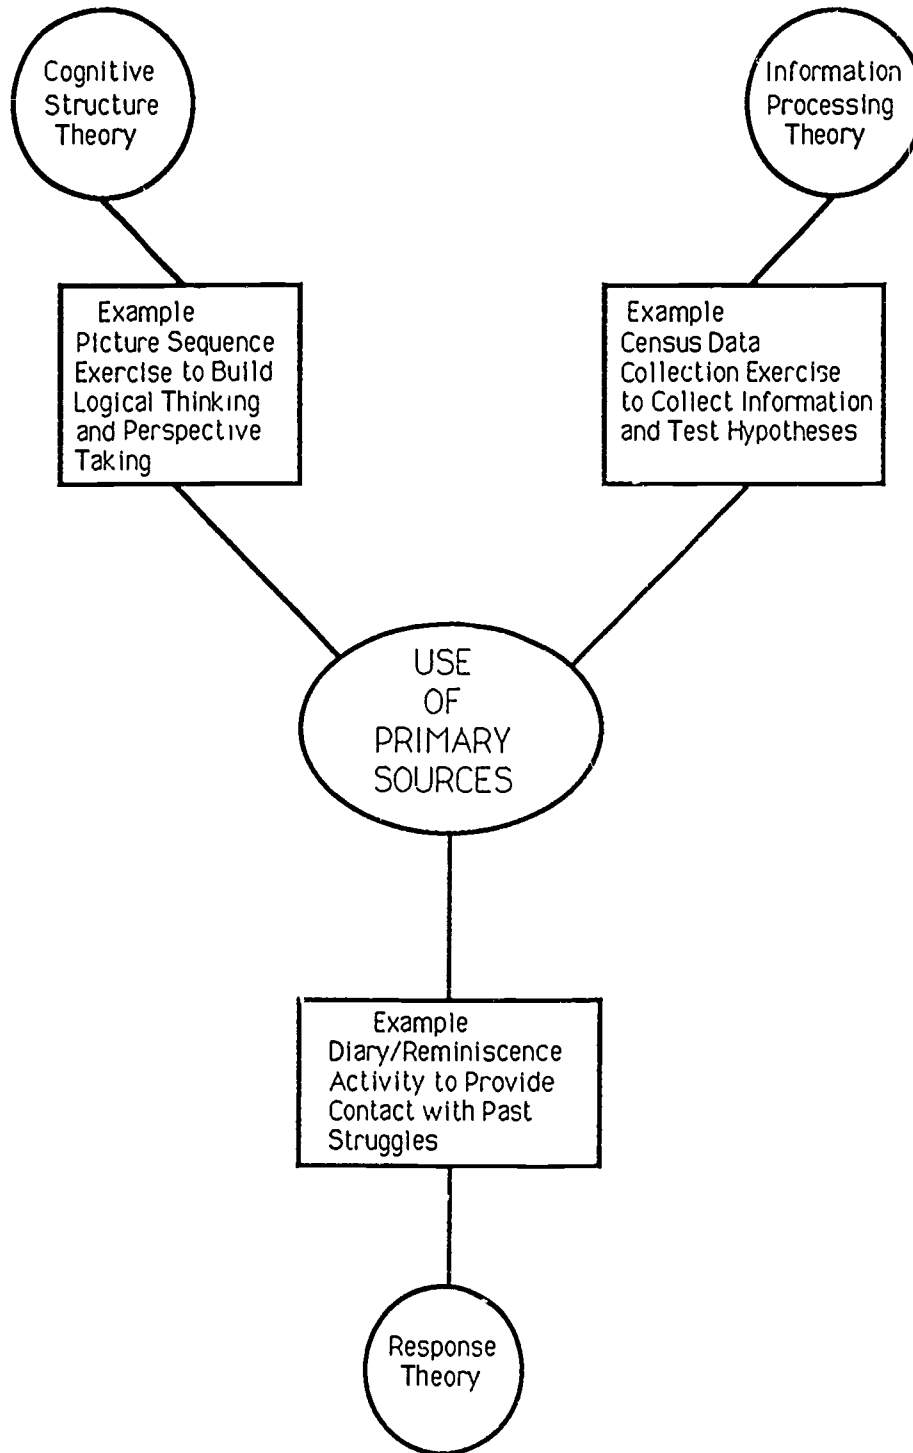 Cognitive
Structure
Theory
Information
Processing
Theory
Example
Picture Sequence
Exercise to Build
Logical Thinking
and Perspective
Taking
Example
Census Data
Collection Exercise
to Collect Information
and Test Hypotheses
USE
OF
PRIMARY
SOURCES
Example
Diary/Reminiscence
Activity to Provide
Contact with Past
Struggles
Response
Theory